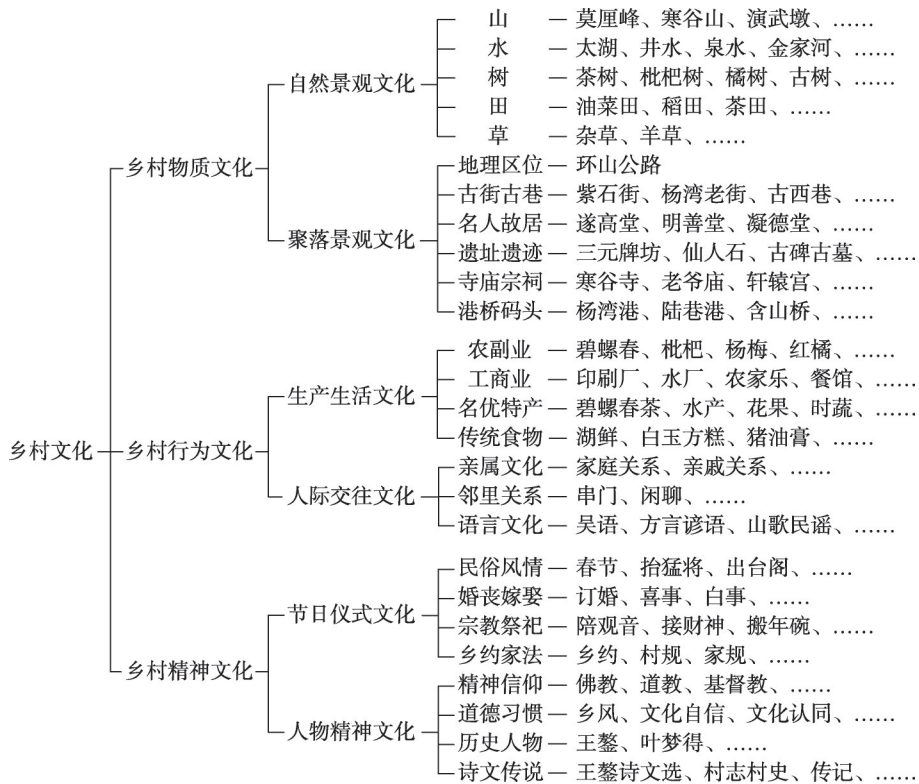 山 — 莫厘峰、寒谷山、演武墩、……
水 — 太湖、井水、泉水、金家河、……
自然景观文化
树 — 茶树、枇杷树、橘树、古树、……
田 — 油菜田、稻田、茶田、……
草 — 杂草、羊草、……
乡村物质文化
地理区位 — 环山公路
古街古巷 — 紫石街、杨湾老街、古西巷、……
聚落景观文化
名人故居 — 遂高堂、明善堂、凝德堂、……
遗址遗迹 — 三元牌坊、仙人石、古碑古墓、……
寺庙宗祠 — 寒谷寺、老爷庙、轩辕宫、……
港桥码头 — 杨湾港、陆巷港、含山桥、……
农副业 — 碧螺春、枇杷、杨梅、红橘、……
工商业 — 印刷厂、水厂、农家乐、餐馆、……
生产生活文化
名优特产 — 碧螺春茶、水产、花果、时蔬、……
传统食物 — 湖鲜、白玉方糕、猪油膏、……
乡村文化
乡村行为文化
亲属文化 — 家庭关系、亲戚关系、……
人际交往文化
邻里关系 — 串门、闲聊、……
语言文化 — 吴语、方言谚语、山歌民谣、……
民俗风情 — 春节、抬猛将、出台阁、……
婚丧嫁娶 — 订婚、喜事、白事、……
节日仪式文化
宗教祭祀 — 陪观音、接财神、搬年碗、……
乡约家法 — 乡约、村规、家规、……
乡村精神文化
精神信仰 — 佛教、道教、基督教、……
道德习惯 — 乡风、文化自信、文化认同、……
人物精神文化
历史人物 — 王鏊、叶梦得、……
诗文传说 — 王鏊诗文选、村志村史、传记、……